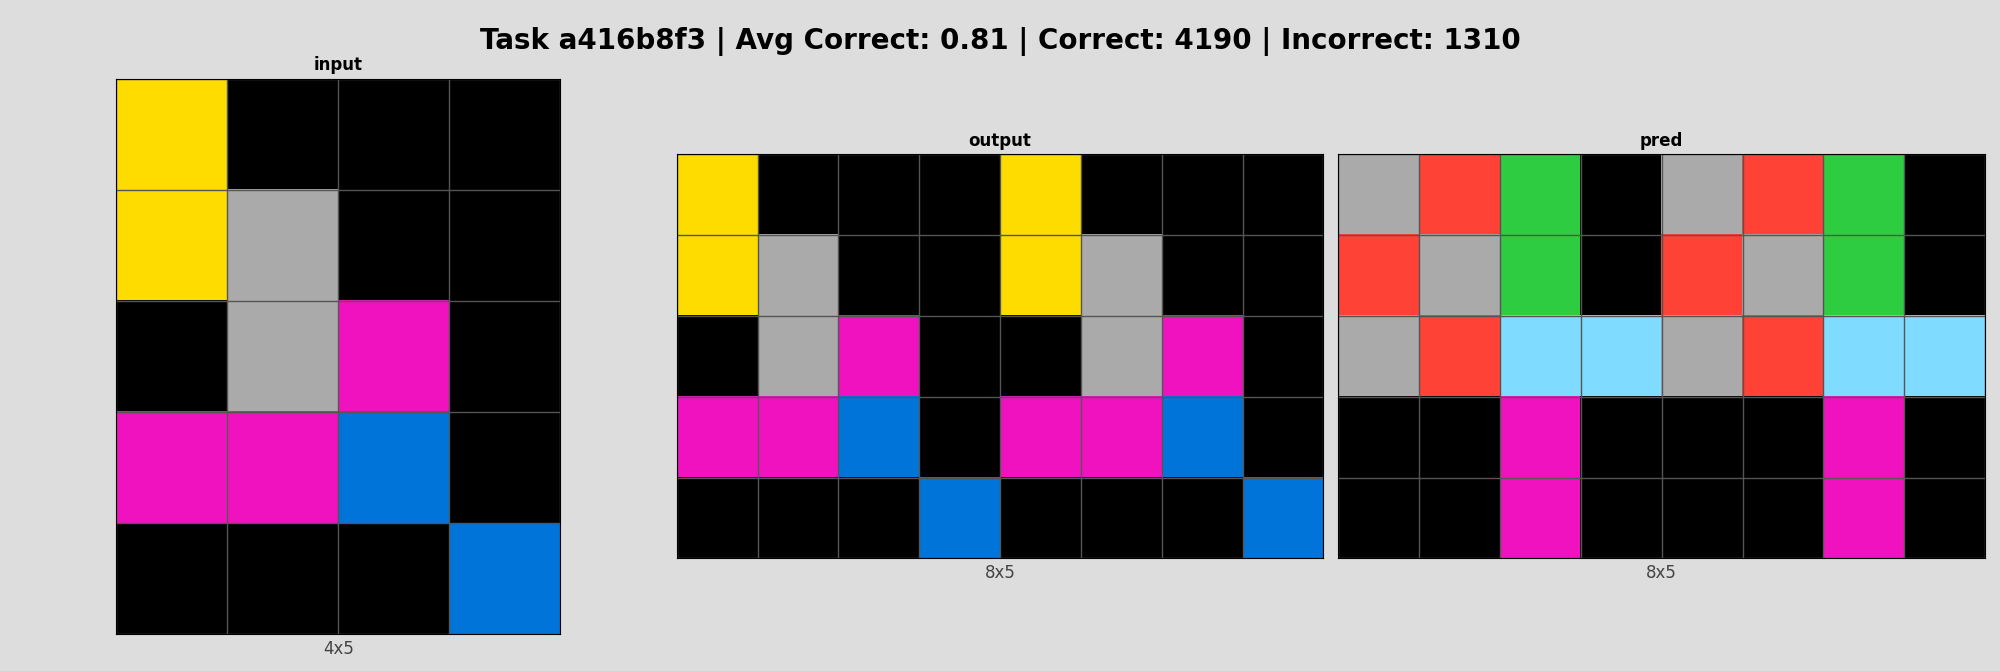 Task a416b8f3 | Avg Correct: 0.81 | Correct: 4190 | Incorrect: 1310
input
output
pred
8x5
8x5
4x5